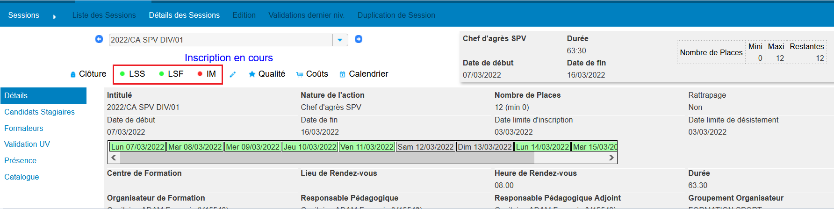 Sessions Liste des Sessions Détails des Sessions Edition Validations dernier niv. Duplication de Session
2022/CA SPV DIV/01
Inscription en cours
Clôture LSS LSF IM Qualité Coûts Calendrier
Chef d'agrès SPV Durée
63:30
Date de début Date de fin
07/03/2022 16/03/2022
Mini Maxi Restantes
Nombre de Places 0 12 12
Détails
Candidats Stagiaires
Formateurs
Validation UV
Présence
Catalogue
Intitulé Nature de l'action Nombre de Places Rattrapage
2022/CA SPV DIV/01 Chef d'agrès SPV 12 (min 0) Non
Date de début Date de fin Date limite d'inscription Date limite de désistement
07/03/2022 16/03/2022 03/03/2022 03/03/2022
Lun 07/03/2022 Mar 08/03/2022 Mer 09/03/2022 Jeu 10/03/2022 Ven 11/03/2022 Sam 12/03/2022 Dim 13/03/2022 Lun 14/03/2022 Mar 15/03/20
Centre de Formation Lieu de Rendez-vous Heure de Rendez-vous Durée
08:00 63:30
Organisateur de Formation Responsable Pédagogique Responsable Pédagogique Adjoint Groupement Organisateur